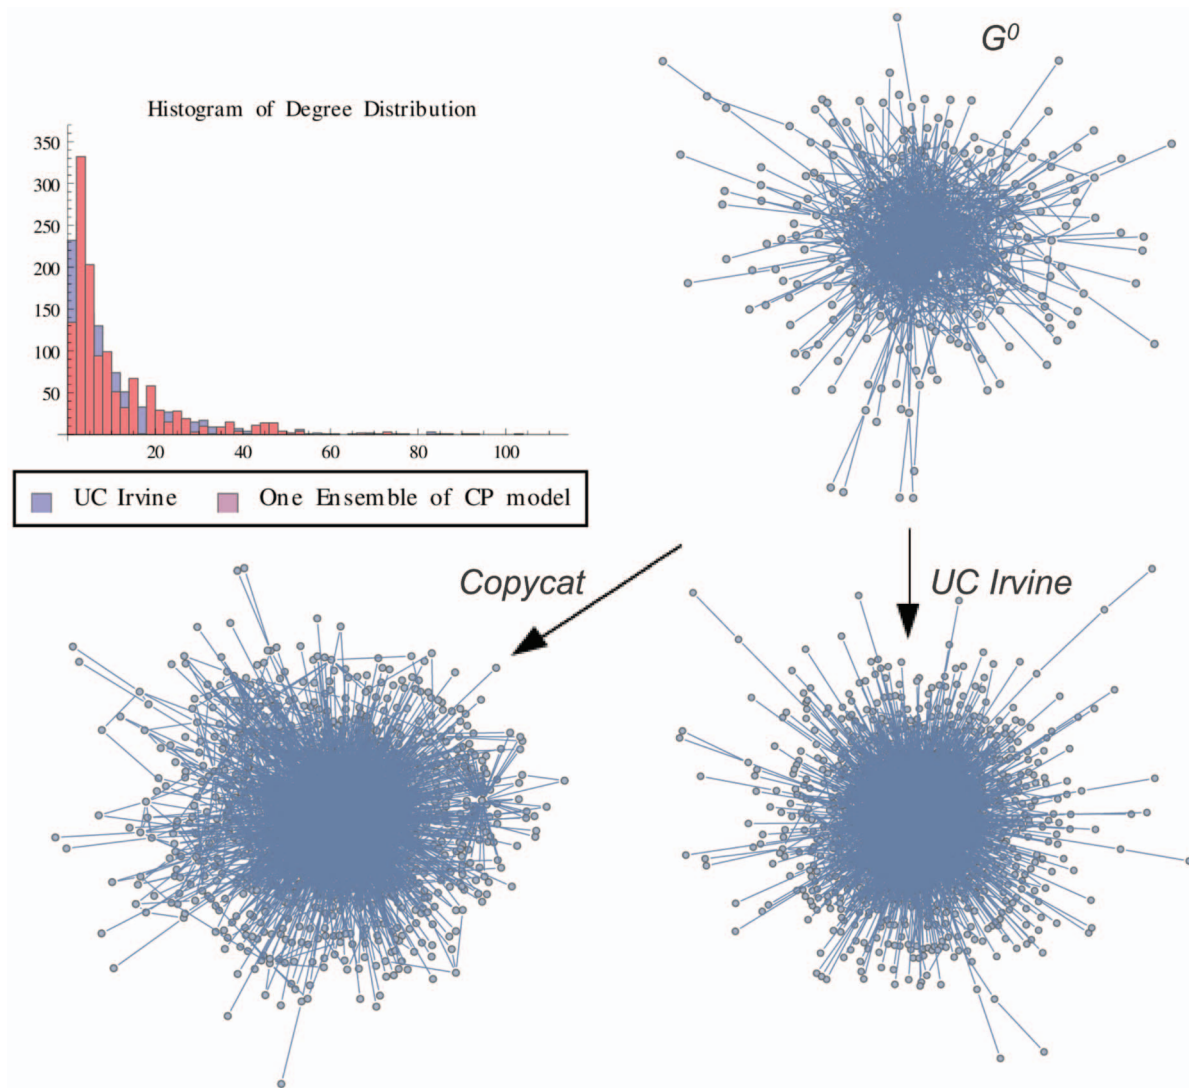 G⁰
Histogram of Degree Distribution
350
300
250
200
150
100
50
20
40
60
80
100
UC Irvine
One Ensemble of CP model
Copycat
UC Irvine